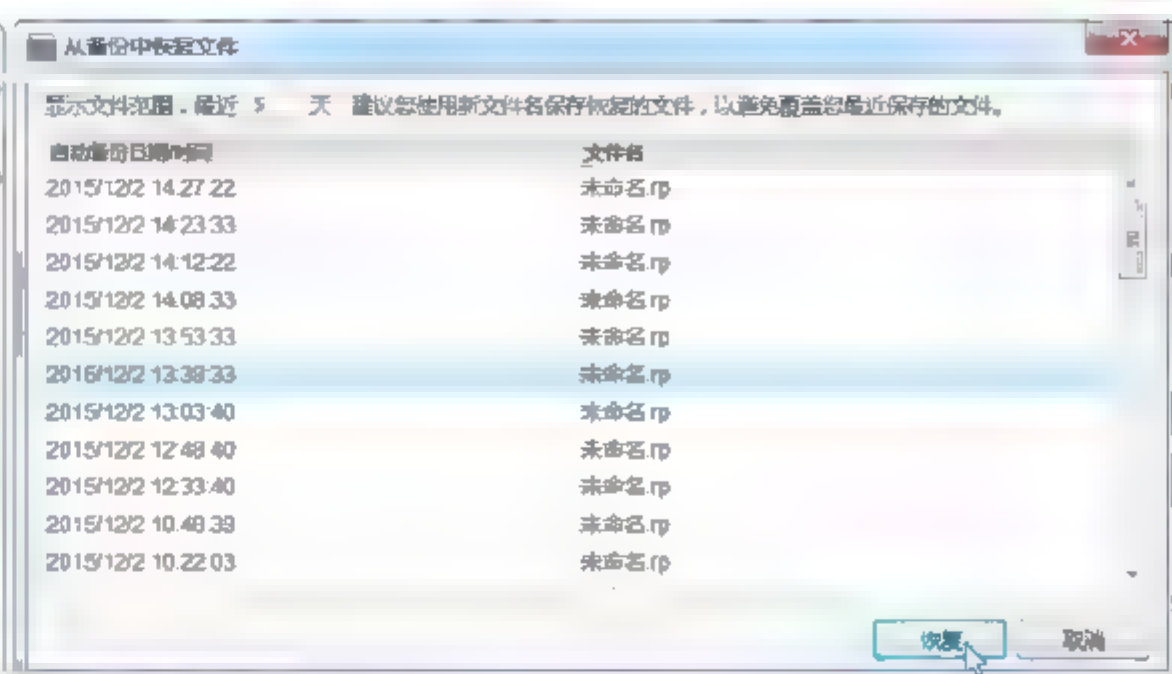 从备份中恢复文件
显示文件范围：最近 5 天 建议您使用新文件名保存恢复的文件，以避免覆盖您最近保存的文件。
自动备份日期/时间 文件名
2015/12/2 14:27:22 未命名.rp
2015/12/2 14:23:33 未命名.rp
2015/12/2 14:12:22 未命名.rp
2015/12/2 14:08:33 未命名.rp
2015/12/2 13:53:33 未命名.rp
2015/12/2 13:38:33 未命名.rp
2015/12/2 13:03:40 未命名.rp
2015/12/2 12:48:40 未命名.rp
2015/12/2 12:33:40 未命名.rp
2015/12/2 10:48:39 未命名.rp
2015/12/2 10:22:03 未命名.rp
恢复 取消